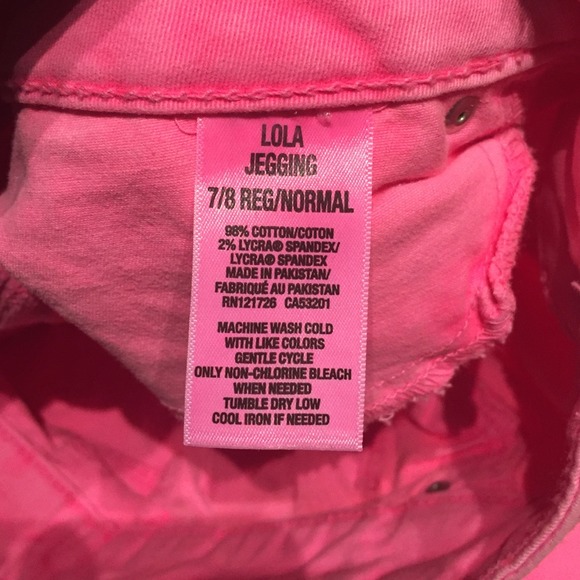 LOLA
JEGGING
7/8 REG/NORMAL
98% COTTON/COTON
2% LYCRA® SPANDEX/
LYCRA® SPANDEX
MADE IN PAKISTAN/
FABRIQUÉ AU PAKISTAN
RN121726 CA53201
MACHINE WASH COLD
WITH LIKE COLORS
GENTLE CYCLE
ONLY NON-CHLORINE BLEACH
WHEN NEEDED
TUMBLE DRY LOW
COOL IRON IF NEEDED